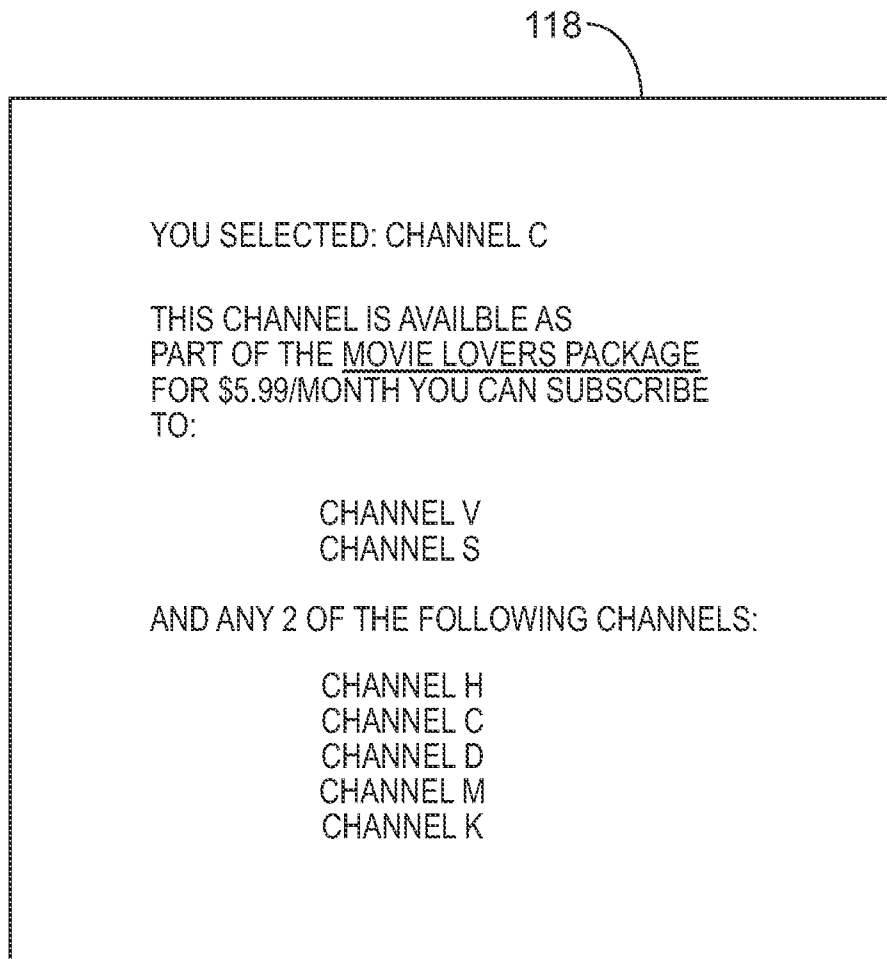 118
YOU SELECTED: CHANNEL C
THIS CHANNEL IS AVAILBLE AS
PART OF THE MOVIE LOVERS PACKAGE
FOR $5.99/MONTH YOU CAN SUBSCRIBE
TO:
CHANNEL V
CHANNEL S
AND ANY 2 OF THE FOLLOWING CHANNELS:
CHANNEL H
CHANNEL C
CHANNEL D
CHANNEL M
CHANNEL K